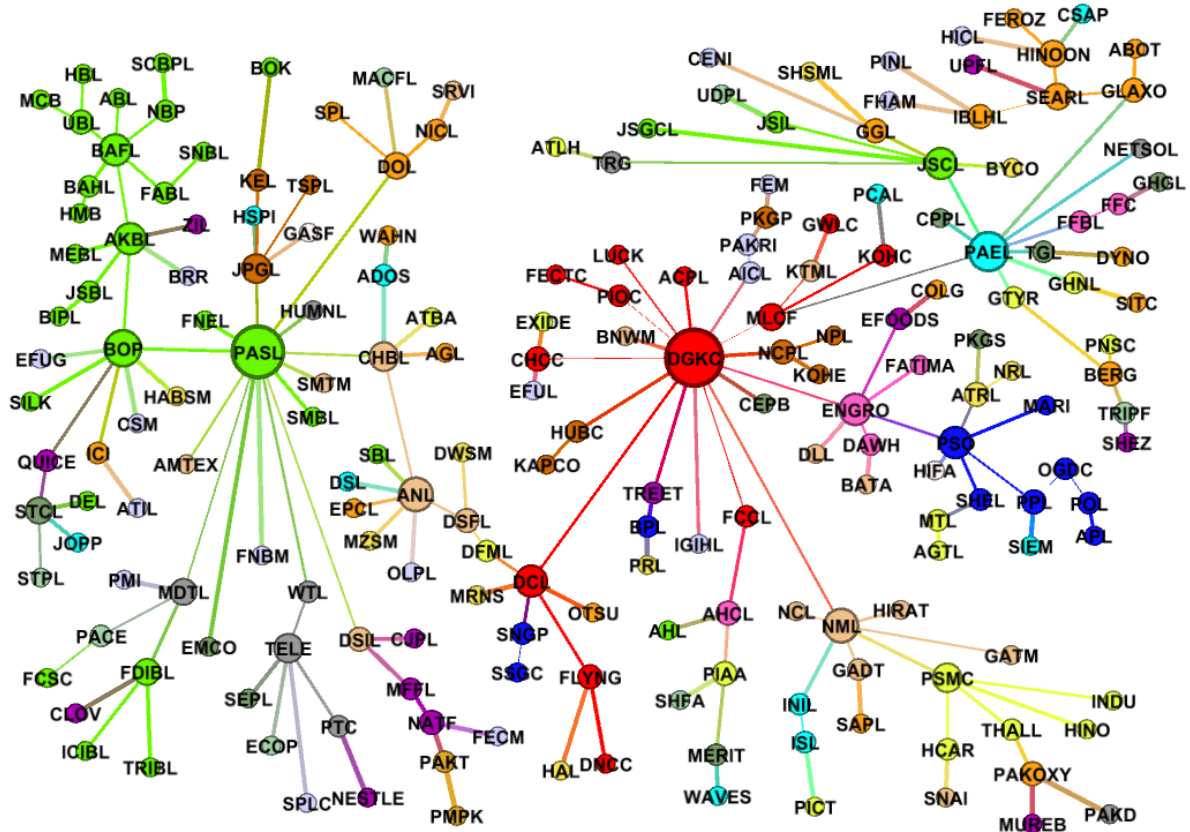 FEROZ
CSAP
HICL
HINOON
ABOT
UPFL
SEARL
GLAXO
CENI
PINL
SHSML
FHAM
IBLHL
UDPL
JSIL
GGL
JSGCL
ATLH
TRG
JSCL
BYCO
NETSOL
GHGL
FFC
FFBL
CPPL
PAEL
TGL
DYNO
GHNL
SITC
GTYR
PNSC
BERG
TRIPF
SHEZ
SCBPL
HBL
MCB
ABL
NBP
UBL
BAFL
SNBL
BAHL
FABL
HMB
AKBL
ZIL
MEBL
BRR
JSBL
BIPL
BOP
EFUG
SILK
HABSM
CSM
ICI
ATIL
QUICE
STCL
DEL
JOPP
STPL
BOK
MACFL
SRVI
SPL
NICL
DOL
KEL
TSPL
HSPI
GASF
JPGL
WAHN
ADOS
FNEL
HUMNL
PASL
ATBA
CHBL
AGL
SMTM
SMBL
AMTEX
FNBM
SBL
DWSM
DSL
ANL
EPCL
DSFL
MZSM
DFML
OLPL
PMI
MDTL
PACE
FCSC
FDIBL
CLOV
ICIBL
TRIBL
EMCO
WTL
TELE
SEPL
ECOP
PTC
SPLC
NESTLE
DSIL
CJPL
MFFL
NATF
FECM
PAKT
PMPK
FEM
PKGP
PAKRI
AICL
PCAL
GWLC
KOHC
KTML
MLCF
LUCK
ACPL
FECTC
PIOC
EXIDE
BNWM
CHCC
EFUL
DGKC
NPL
NCPL
KOHE
CEPB
HUBC
KAPCO
COLG
EFOODS
FATIMA
ENGRO
DLL
DAWH
BATA
PKGS
NRL
ATRL
MARI
PSO
HIFA
SHEL
OGDC
PPL
POL
APL
SIEM
MTL
AGTL
TREET
BPL
PRL
IGIHL
FCCL
DCL
MRNS
OTSU
SNGP
SSGC
FLYNG
HAL
DNCC
AHCL
AHL
PIAA
SHFA
MERIT
WAVES
NCL
HIRAT
NML
GADT
GATM
SAPL
INIL
ISL
PICT
PSMC
INDU
HINO
THALL
HCAR
SNAI
PAKOXY
PAKD
MUREB